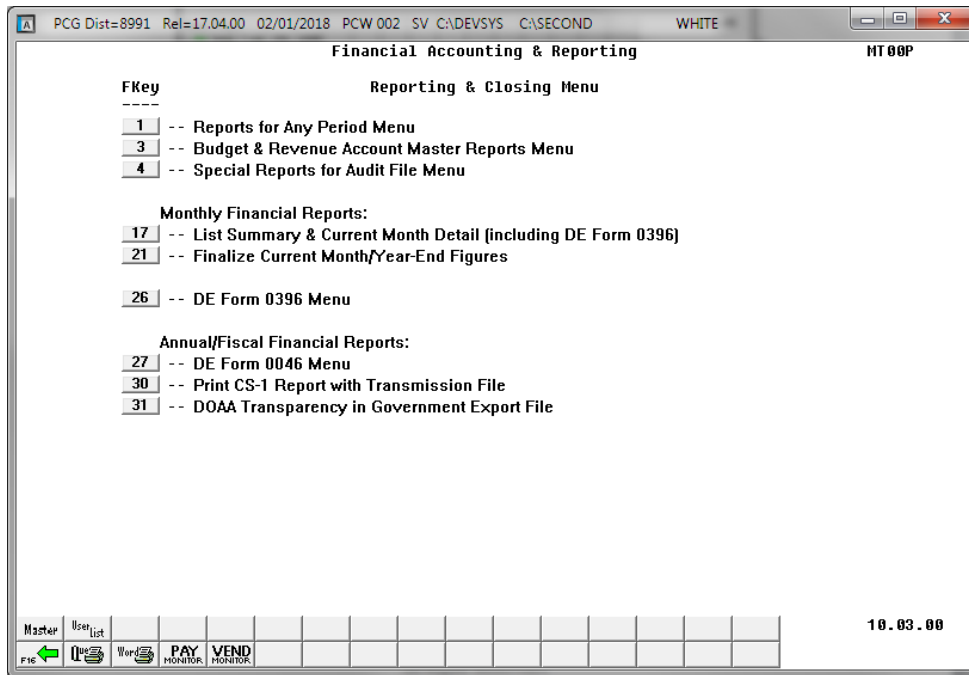 A PCG Dist=8991 Rel=17.04.00 02/01/2018 PCW 002 SV C:\DEVSYS C:\SECOND WHITE
Financial Accounting & Reporting MT00P
FKey Reporting & Closing Menu
----
1 -- Reports for Any Period Menu
3 -- Budget & Revenue Account Master Reports Menu
4 -- Special Reports for Audit File Menu
Monthly Financial Reports:
17 -- List Summary & Current Month Detail (including DE Form 0396)
21 -- Finalize Current Month/Year-End Figures
26 -- DE Form 0396 Menu
Annual/Fiscal Financial Reports:
27 -- DE Form 0046 Menu
30 -- Print CS-1 Report with Transmission File
31 -- DOAA Transparency in Government Export File
Master User List 10.03.00
F16 Que Word PAY MONITOR VEND MONITOR